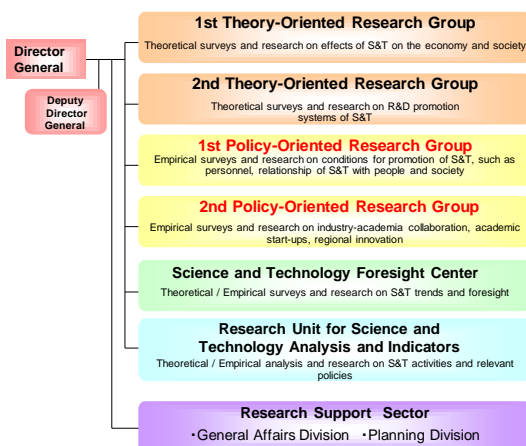 1st Theory-Oriented Research Group
Theoretical surveys and research on effects of S&T on the economy and society
Director
General
2nd Theory-Oriented Research Group
Theoretical surveys and research on R&D promotion
systems of S&T
Deputy
Director
General
1st Policy-Oriented Research Group
Empirical surveys and research on conditions for promotion of S&T, such as
personnel, relationship of S&T with people and society
2nd Policy-Oriented Research Group
Empirical surveys and research on industry-academia collaboration, academic
start-ups, regional innovation
Science and Technology Foresight Center
Theoretical / Empirical surveys and research on S&T trends and foresight
Research Unit for Science and
Technology Analysis and Indicators
Theoretical / Empirical analysis and research on S&T activities and relevant
policies
Research Support Sector
・General Affairs Division ・Planning Division